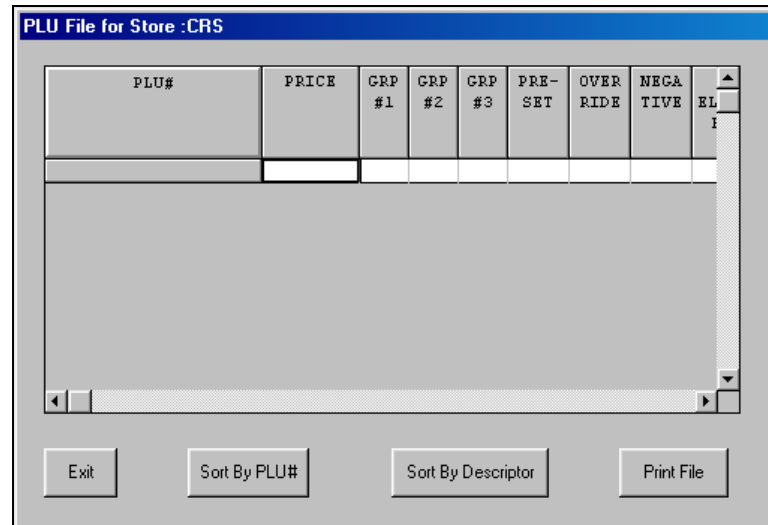 PLU File for Store :CRS
PLU# PRICE GRP GRP GRP PRE- OVER NEGA
#1 #2 #3 SET RIDE TIVE EL
Exit Sort By PLU# Sort By Descriptor Print File